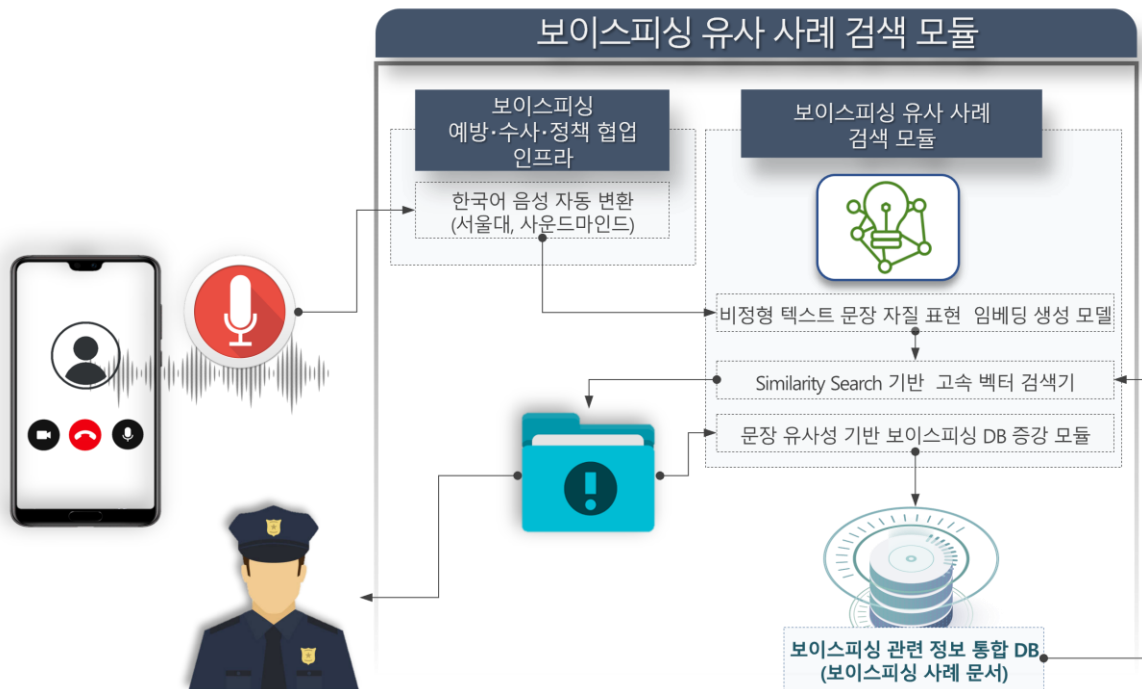 보이스피싱 유사 사례 검색 모듈
보이스피싱
예방·수사·정책 협업
인프라
한국어 음성 자동 변환
(서울대, 사운드마인드)
보이스피싱 유사 사례
검색 모듈
비정형 텍스트 문장 자질 표현 임베딩 생성 모델
Similarity Search 기반 고속 벡터 검색기
문장 유사성 기반 보이스피싱 DB 증강 모듈
보이스피싱 관련 정보 통합 DB
(보이스피싱 사례 문서)